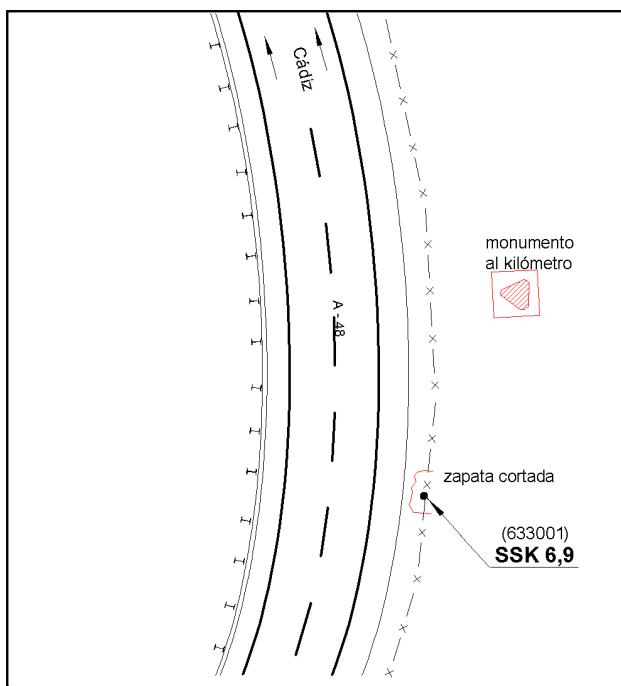 Cádiz
monumento
al kilómetro
A - 48
zapata cortada
(633001)
SSK 6,9